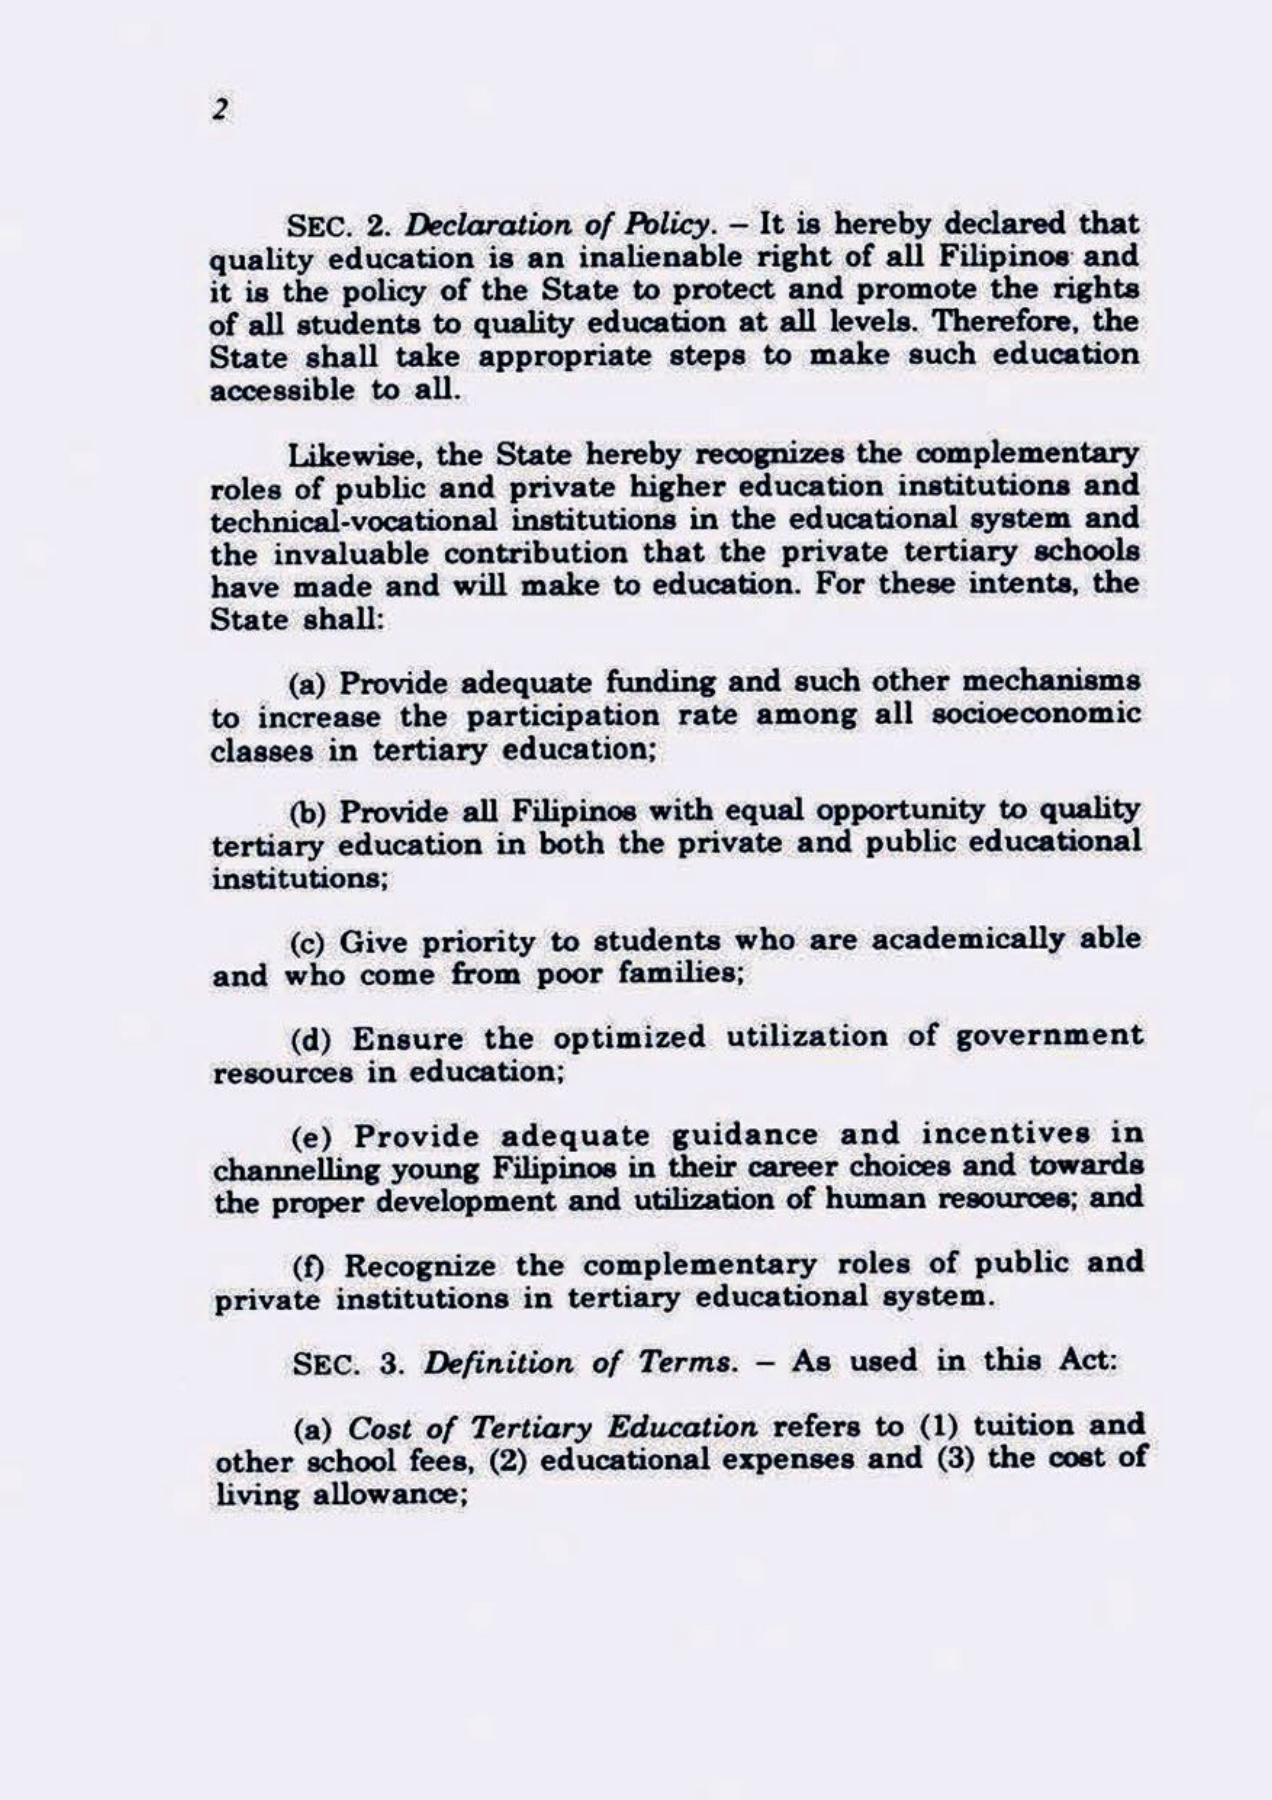 2
SEC. 2. Declaration of Policy. – It is hereby declared that
quality education is an inalienable right of all Filipinos and
it is the policy of the State to protect and promote the rights
of all students to quality education at all levels. Therefore, the
State shall take appropriate steps to make such education
accessible to all.
Likewise, the State hereby recognizes the complementary
roles of public and private higher education institutions and
technical-vocational institutions in the educational system and
the invaluable contribution that the private tertiary schools
have made and will make to education. For these intents, the
State shall:
(a) Provide adequate funding and such other mechanisms
to increase the participation rate among all socioeconomic
classes in tertiary education;
(b) Provide all Filipinos with equal opportunity to quality
tertiary education in both the private and public educational
institutions;
(c) Give priority to students who are academically able
and who come from poor families;
(d) Ensure the optimized utilization of government
resources in education;
(e) Provide adequate guidance and incentives in
channelling young Filipinos in their career choices and towards
the proper development and utilization of human resources; and
(f) Recognize the complementary roles of public and
private institutions in tertiary educational system.
SEC. 3. Definition of Terms. – As used in this Act:
(a) Cost of Tertiary Education refers to (1) tuition and
other school fees, (2) educational expenses and (3) the cost of
living allowance;